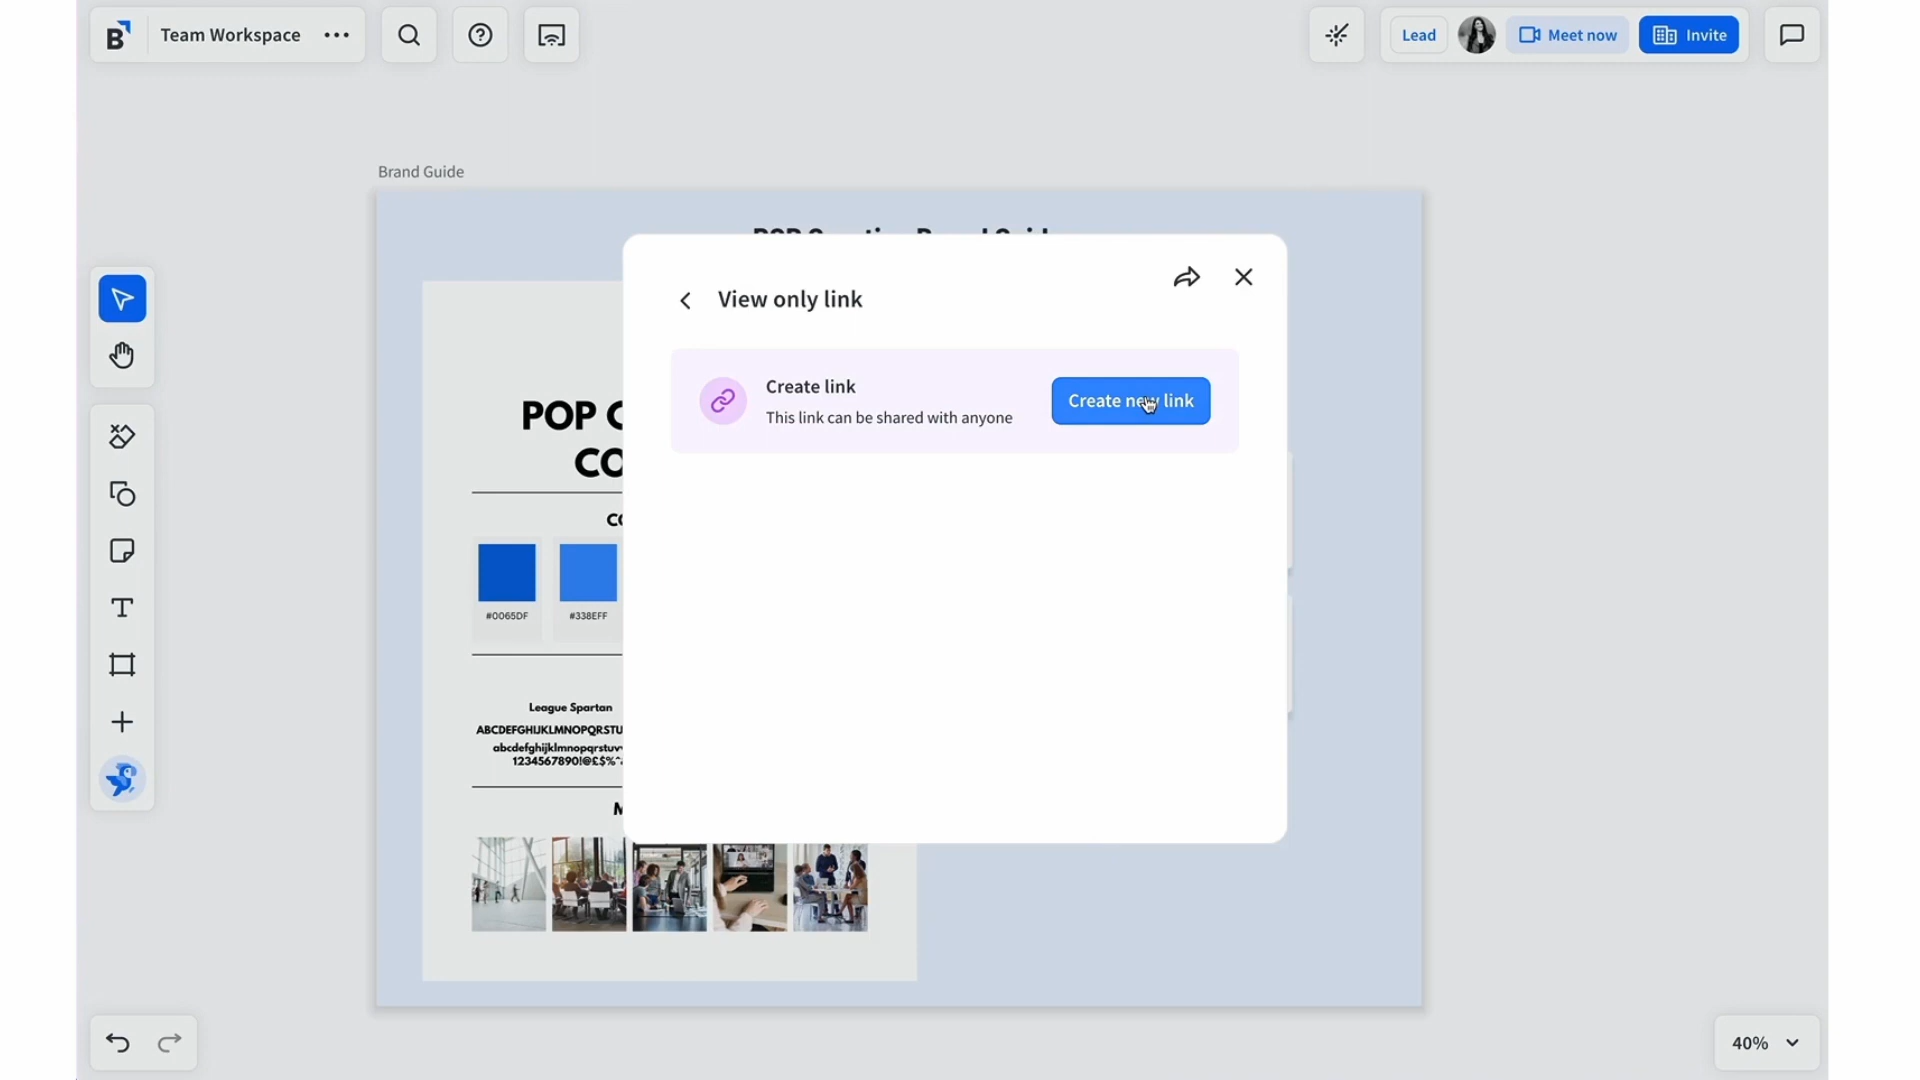 B Team Workspace
Lead Meet now Invite
Brand Guide
View only link
Create link
This link can be shared with anyone
Create new link
POP
CO
#0065DF #338EFF
League Spartan
ABCDEFGHIJKLMNOPQRSTU
abcdefghijklmnopqrstuv
1234567890!@£$%^
M
40%